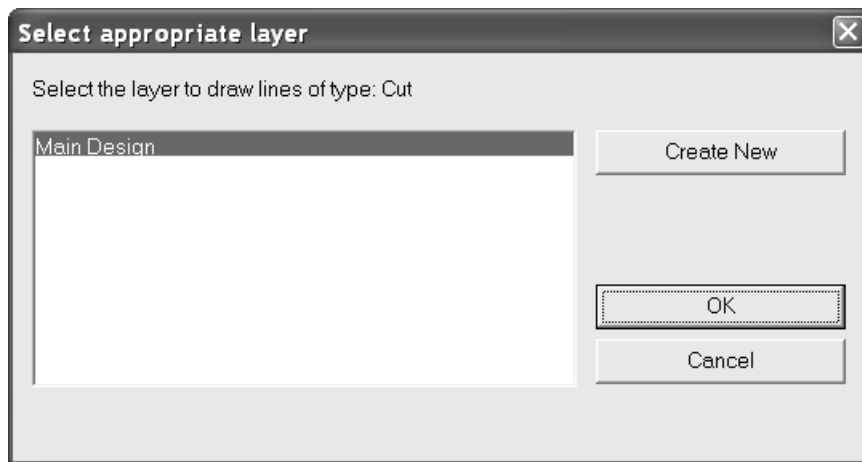 Select appropriate layer
Select the layer to draw lines of type: Cut
Main Design
Create New
OK
Cancel